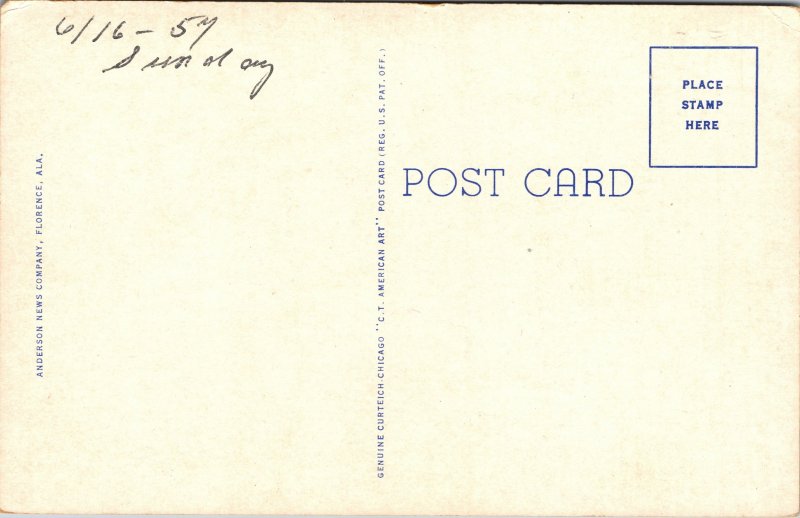 6/16 - 57
Sunday
ANDERSON NEWS COMPANY, FLORENCE, ALA.
GENUINE CURTEICH-CHICAGO "C.T. AMERICAN ART" POST CARD (REG. U.S. PAT. OFF.)
POST CARD
PLACE
STAMP
HERE